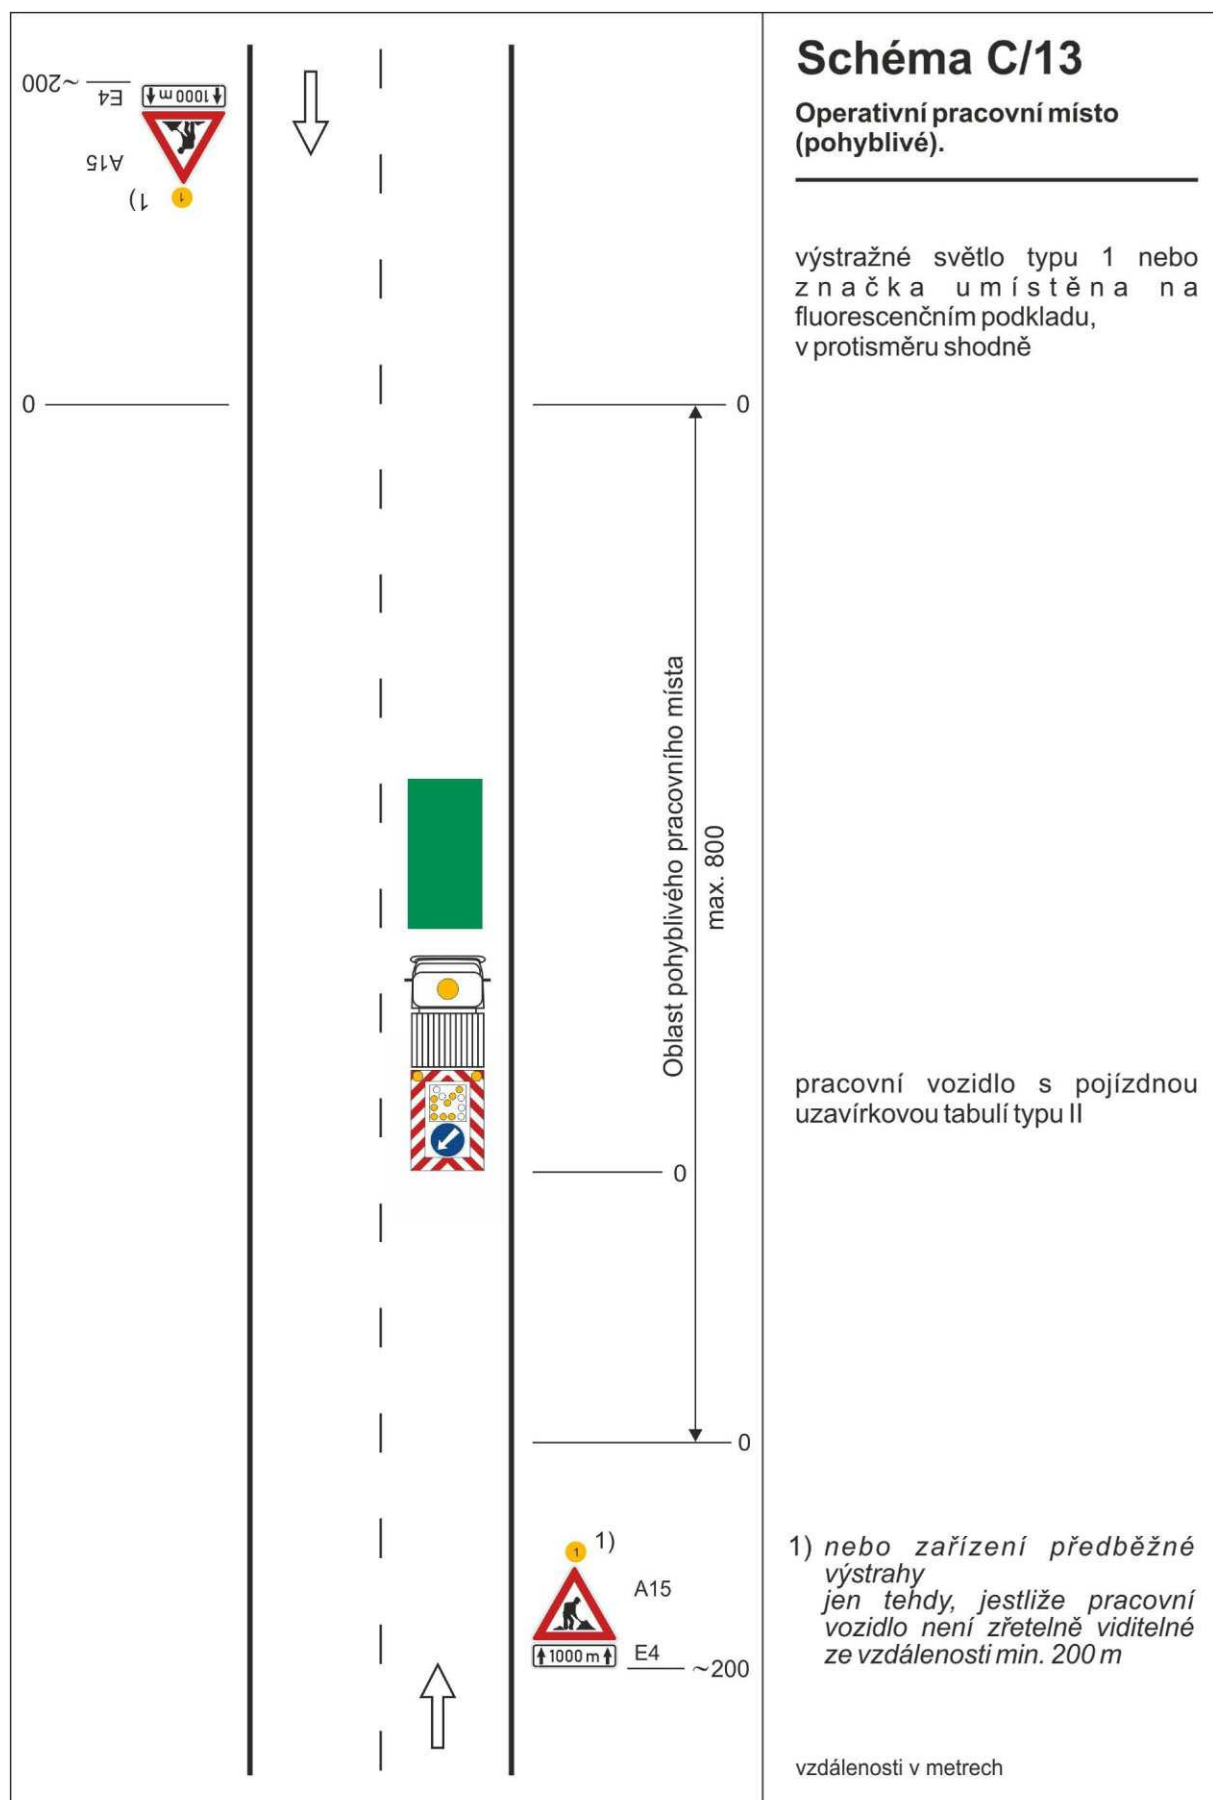 Schéma C/13
Operativní pracovní místo
(pohyblivé).
výstražné světlo typu 1 nebo
značka umístěna na
fluorescenčním podkladu,
v protisměru shodně
~200
E4
1000 m
A15
1)
1
0
0
Oblast pohyblivého pracovního místa
max. 800
pracovní vozidlo s pojízdnou
uzavírkovou tabulí typu II
0
0
1)
1
A15
1000 m
E4
~200
1) nebo zařízení předběžné
výstrahy
jen tehdy, jestliže pracovní
vozidlo není zřetelně viditelné
ze vzdálenosti min. 200 m
vzdálenosti v metrech